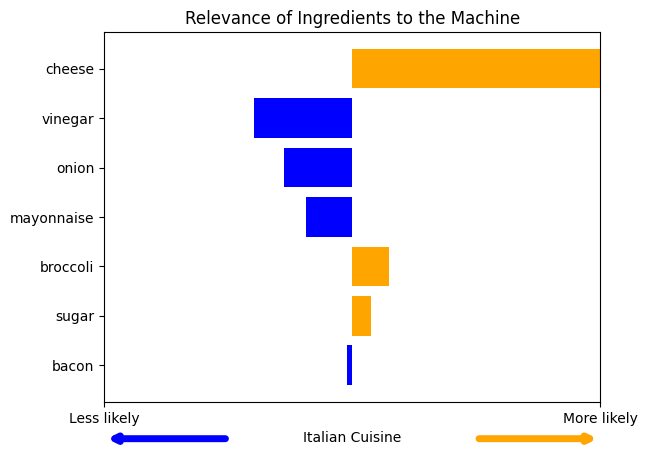 Relevance of Ingredients to the Machine
cheese
vinegar
onion
mayonnaise
broccoli
sugar
bacon
Less likely
More likely
Italian Cuisine